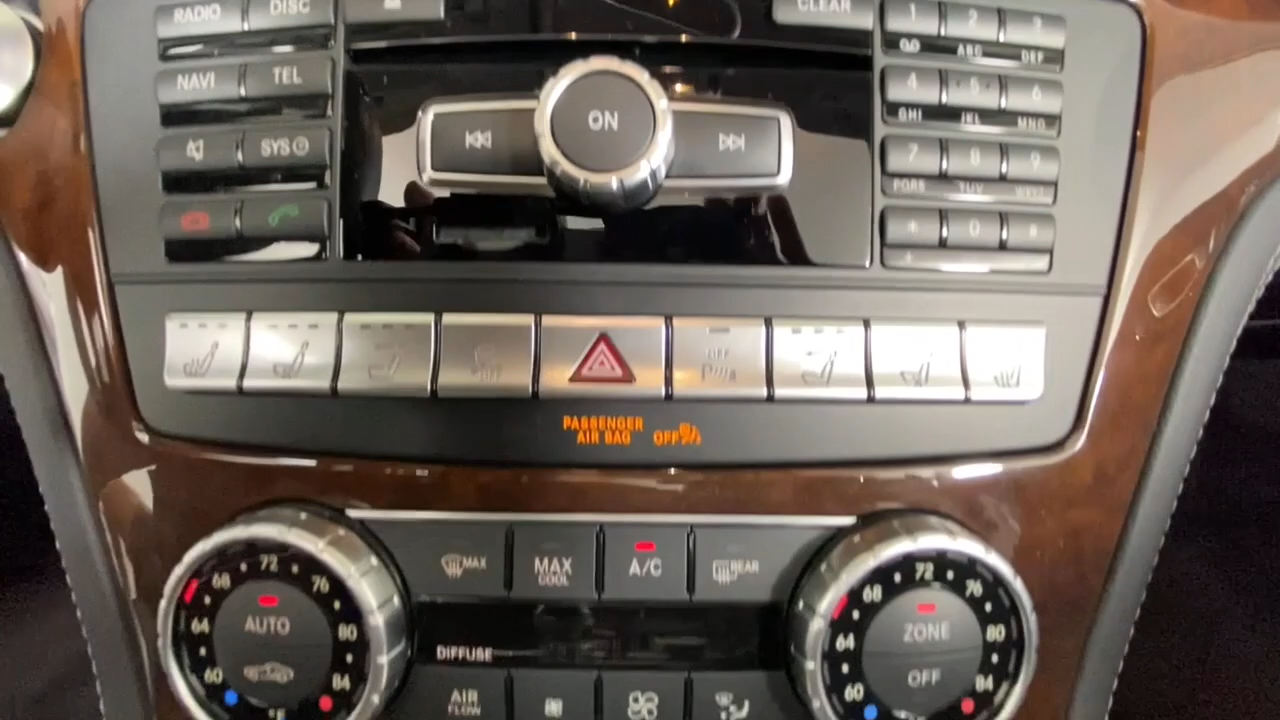 RADIO DISC CLEAR 1 2 3
ABC DEF
NAVI TEL ON 4 5 6
GHI JKL MNO
SYS 7 8 9
PQRS TUV WXYZ
* 0 #
+
OFF OFF
PASSENGER
AIR BAG OFF
MAX MAX COOL A/C REAR
60 64 68 72 76 80 84 °F
AUTO
60 64 68 72 76 80 84
ZONE
OFF
DIFFUSE
AIR
FLOW